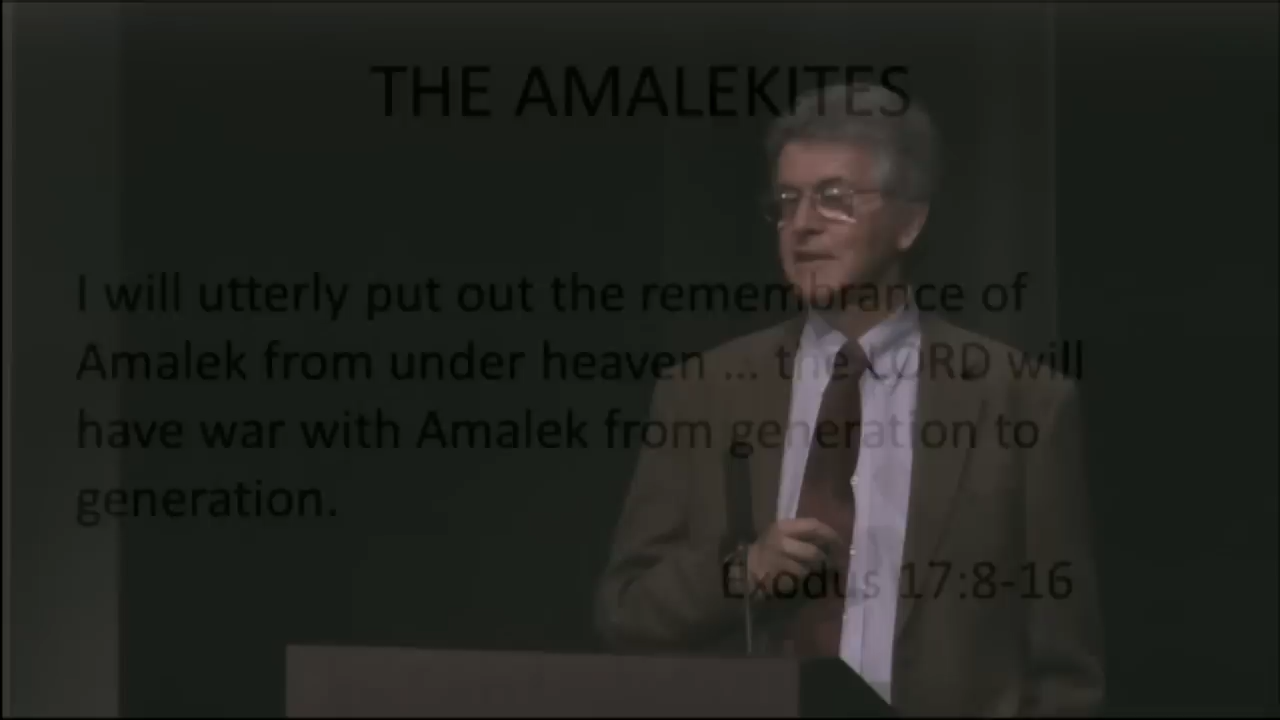 THE AMALEKITES
I will utterly put out the remembrance of
Amalek from under heaven ... the LORD will
have war with Amalek from generation to
generation.
Exodus 17:8-16